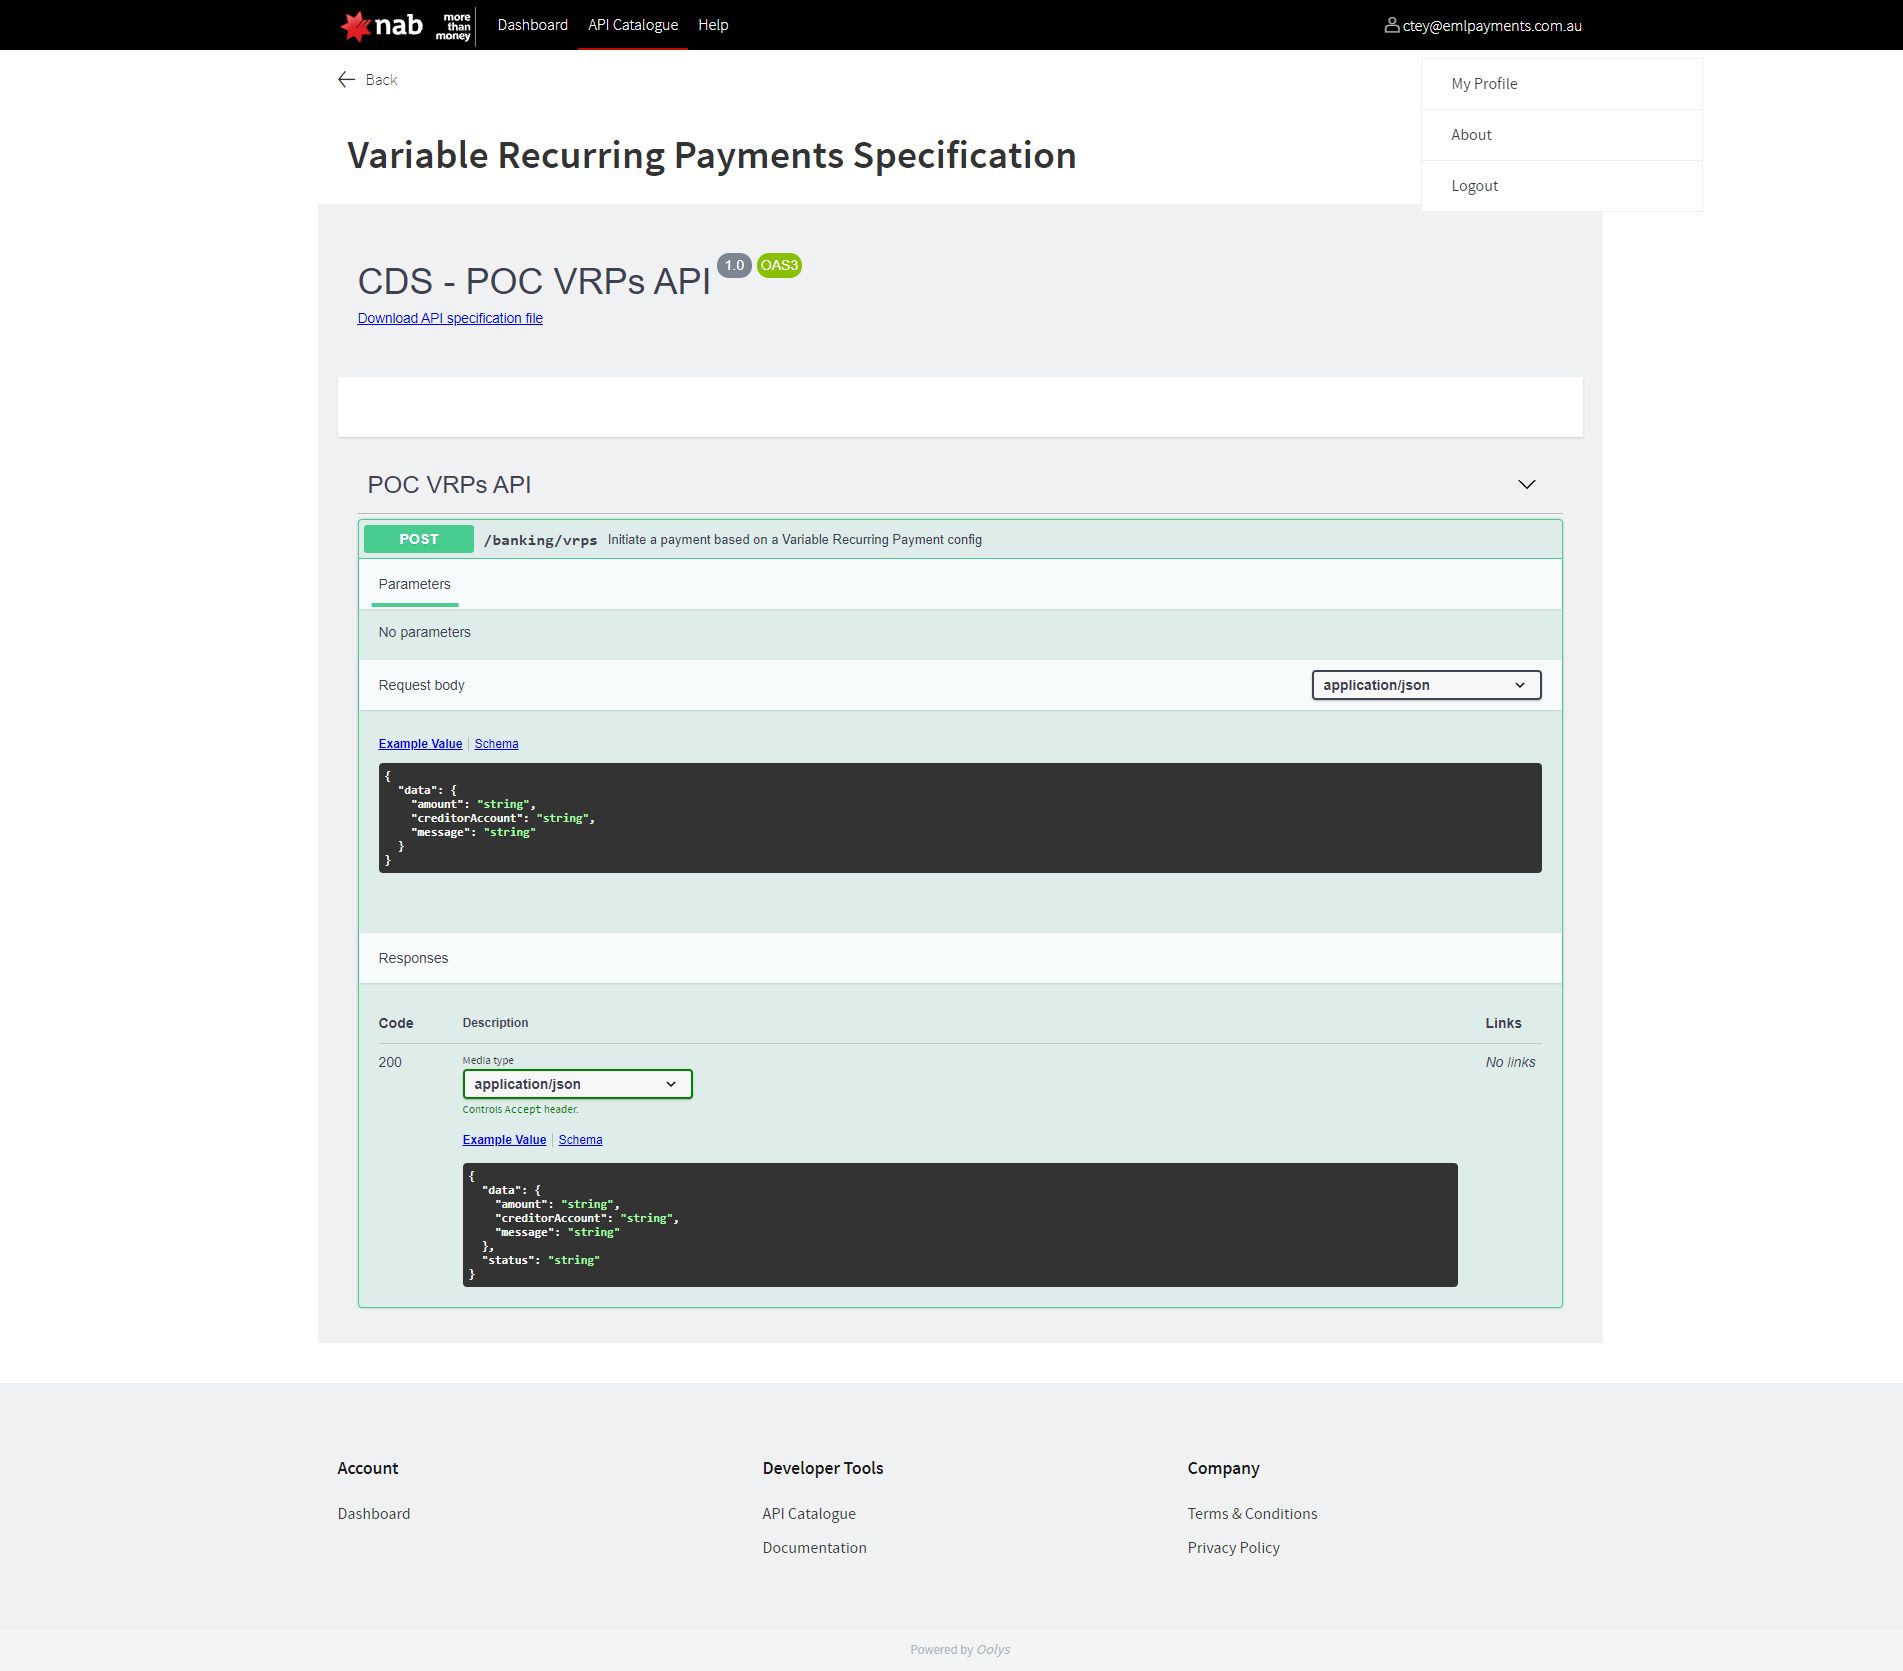 nab
more
than
money
Dashboard API Catalogue Help
ctey@emlpayments.com.au
Back
My Profile
About
Logout
Variable Recurring Payments Specification
CDS - POC VRPs API 1.0 OAS3
Download API specification file
POC VRPs API
POST /banking/vrps Initiate a payment based on a Variable Recurring Payment config
Parameters
No parameters
Request body
application/json
Example Value Schema
{
"data": {
"amount": "string",
"creditorAccount": "string",
"message": "string"
}
}
Responses
Code Description Links
200 Media type No links
application/json
Controls Accept header.
Example Value Schema
{
"data": {
"amount": "string",
"creditorAccount": "string",
"message": "string"
},
"status": "string"
}
Account Developer Tools Company
Dashboard API Catalogue Terms & Conditions
Documentation Privacy Policy
Powered by Oolys